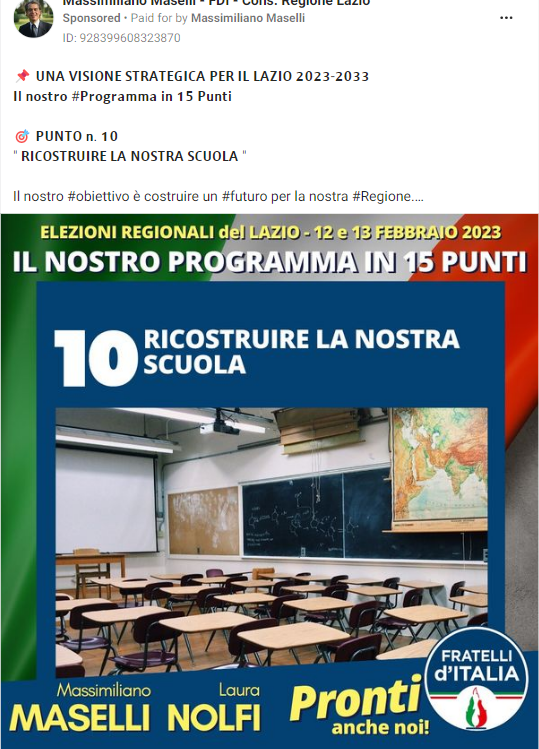 Massimiliano Maselli - FDI - Cons. Regione Lazio
Sponsored • Paid for by Massimiliano Maselli
ID: 928399608323870
📌 UNA VISIONE STRATEGICA PER IL LAZIO 2023-2033
Il nostro #Programma in 15 Punti
🎯 PUNTO n. 10
" RICOSTRUIRE LA NOSTRA SCUOLA "
Il nostro #obiettivo è costruire un #futuro per la nostra #Regione....
ELEZIONI REGIONALI del LAZIO - 12 e 13 FEBBRAIO 2023
IL NOSTRO PROGRAMMA IN 15 PUNTI
10 RICOSTRUIRE LA NOSTRA
SCUOLA
Massimiliano Laura
MASELLI NOLFI
Pronti
anche noi!
FRATELLI
d'ITALIA